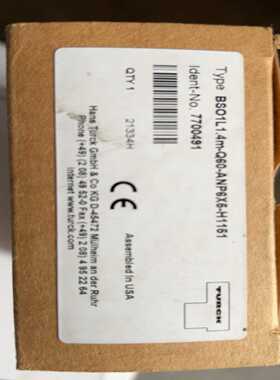 Type BSO1L1.4m-Q60-ANP6X6-H1151
Ident-No. 7700491
QTY 1 21334H
Assembled in USA
CE
TURCK
Hans Turck GmbH & Co KG D-45472 Mülheim an der Ruhr
Phone (+49) (2 08) 49 52-0 Fax (+49) (2 08) 4 95 22 64
Internet www.turck.com